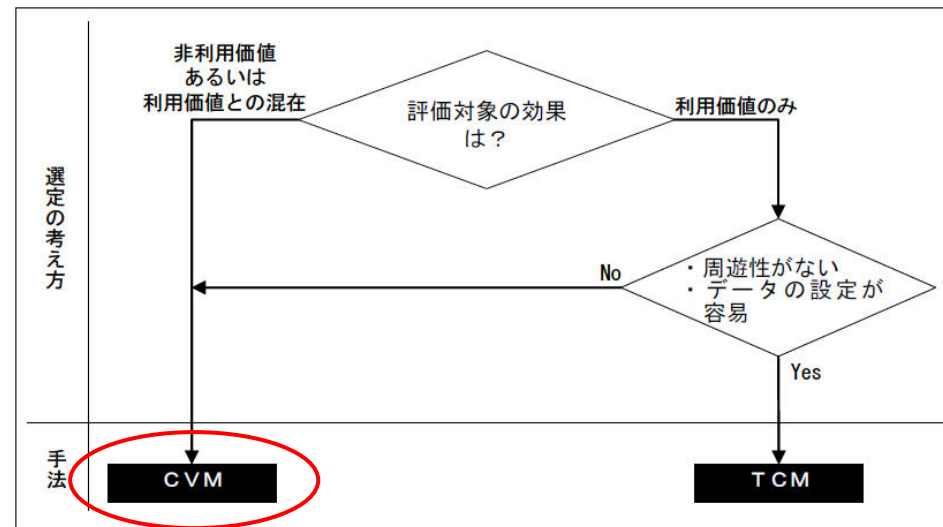 非利用価値
あるいは
利用価値との混在
評価対象の効果
は？
利用価値のみ
選定の考え方
・周遊性がない
・データの設定が
容易
No
Yes
手法
ＣＶＭ
ＴＣＭ